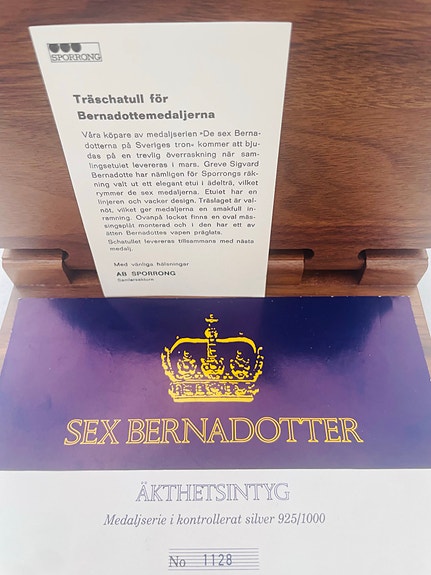 SPORRONG
Träschatull för
Bernadottemedaljerna
Våra köpare av medaljserien »De sex Berna-
dotterna på Sveriges tron« kommer att bju-
das på en trevlig överraskning när sam-
lingsetuiet levereras i mars. Greve Sigvard
Bernadotte har nämligen för Sporrongs räk-
ning valt ut ett elegant etui i ädelträ, vilket
rymmer de sex medaljerna. Etuiet har en
linjeren och vacker design. Träslaget är val-
nöt, vilket ger medaljerna en smakfull in-
ramning. Ovanpå locket finns en oval mäs-
singsplåt monterad och i den har ett av
ätten Bernadottes vapen präglats.
Schatullet levereras tillsammans med nästa
medalj.
Med vänliga hälsningar
AB SPORRONG
Samlarsektorn
SEX BERNADOTTER
ÄKTHETSINTYG
Medaljserie i kontrollerat silver 925/1000
No 1128